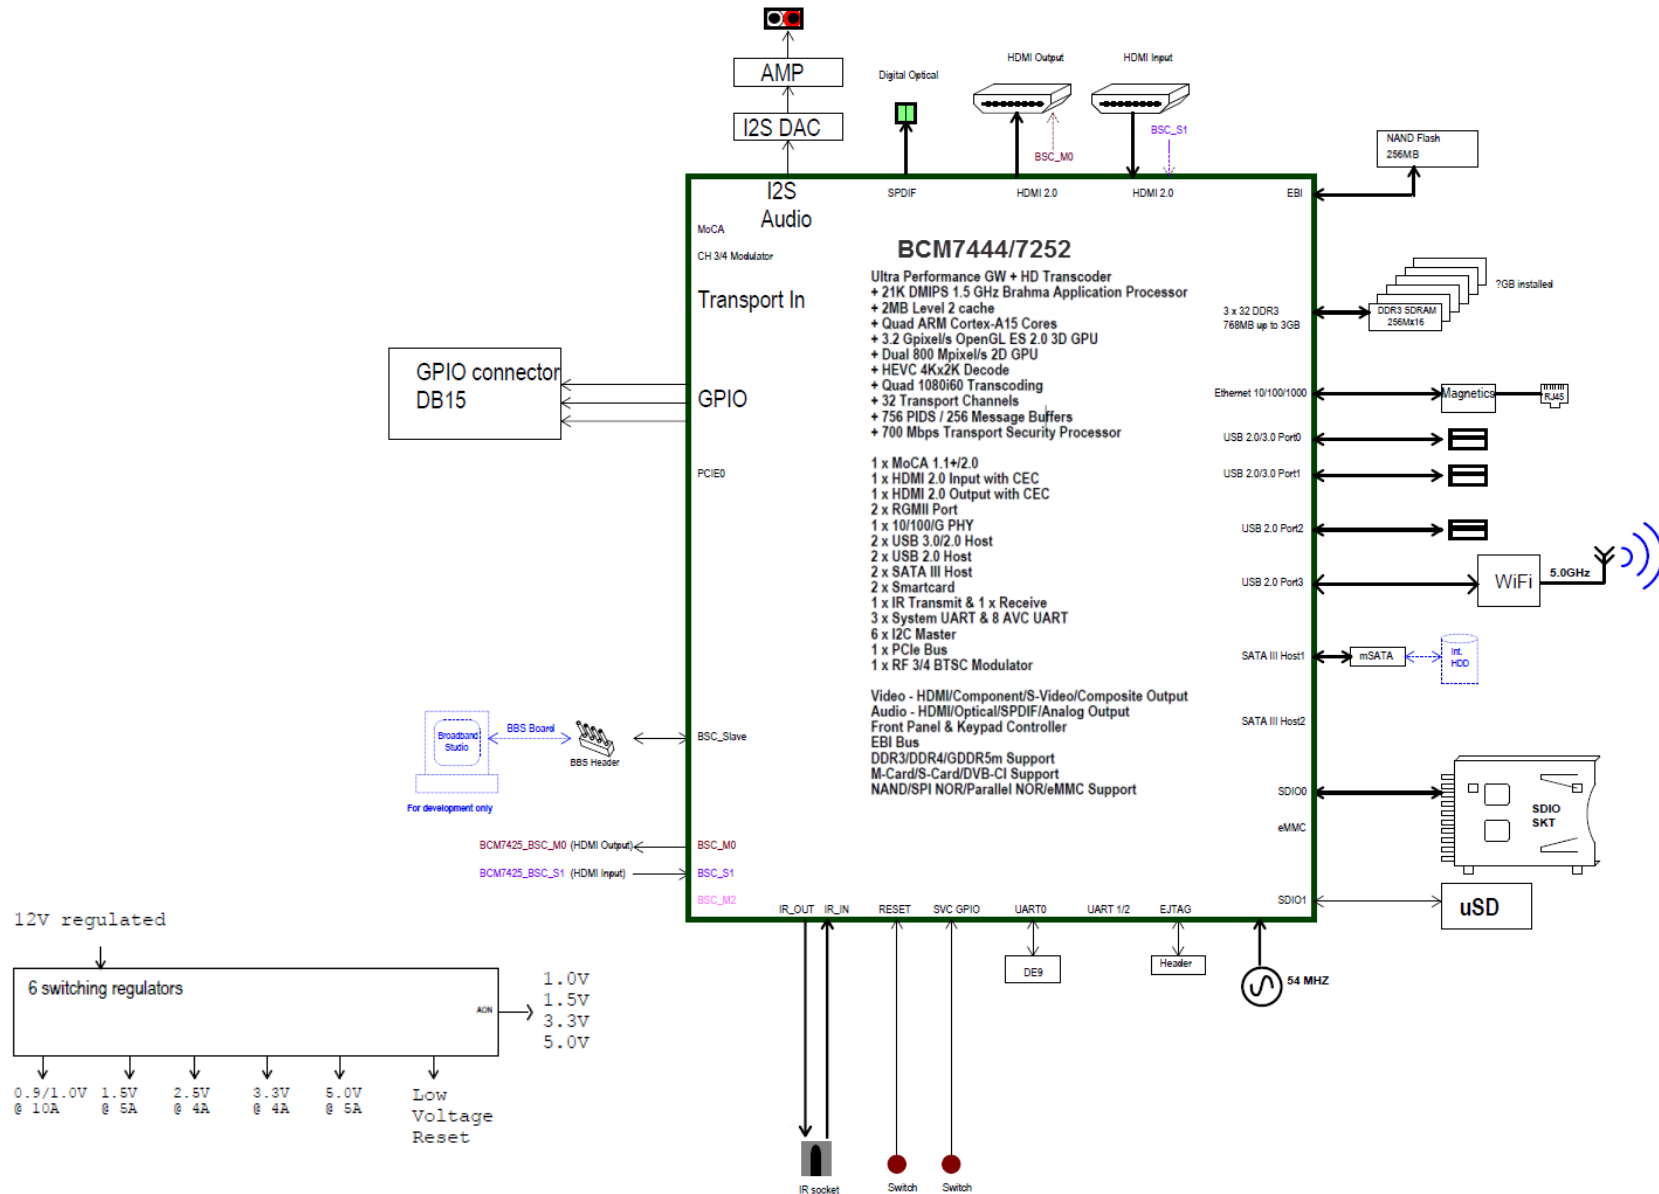 AMP
I2S DAC
Digital Optical
HDMI Output
HDMI Input
BSC_M0
BSC_S1
NAND Flash
256MB
I2S
Audio
SPDIF
HDMI 2.0
HDMI 2.0
EBI
MoCA
CH 3/4 Modulator
Transport In
GPIO connector
DB15
GPIO
PCIE0
BCM7444/7252
Ultra Performance GW + HD Transcoder
+ 21K DMIPS 1.5 GHz Brahma Application Processor
+ 2MB Level 2 cache
+ Quad ARM Cortex-A15 Cores
+ 3.2 Gpixel/s OpenGL ES 2.0 3D GPU
+ Dual 800 Mpixel/s 2D GPU
+ HEVC 4Kx2K Decode
+ Quad 1080i60 Transcoding
+ 32 Transport Channels
+ 756 PIDS / 256 Message Buffers
+ 700 Mbps Transport Security Processor
1 x MoCA 1.1+/2.0
1 x HDMI 2.0 Input with CEC
1 x HDMI 2.0 Output with CEC
2 x RGMII Port
1 x 10/100/G PHY
2 x USB 3.0/2.0 Host
2 x USB 2.0 Host
2 x SATA III Host
2 x Smartcard
1 x IR Transmit & 1 x Receive
3 x System UART & 8 AVC UART
6 x I2C Master
1 x PCIe Bus
1 x RF 3/4 BTSC Modulator
Video - HDMI/Component/S-Video/Composite Output
Audio - HDMI/Optical/SPDIF/Analog Output
Front Panel & Keypad Controller
EBI Bus
DDR3/DDR4/GDDR5m Support
M-Card/S-Card/DVB-CI Support
NAND/SPI NOR/Parallel NOR/eMMC Support
3 x 32 DDR3
768MB up to 3GB
DDR3 SDRAM
256Mx16
?GB installed
Ethernet 10/100/1000
Magnetics
RJ45
USB 2.0/3.0 Port0
USB 2.0/3.0 Port1
USB 2.0 Port2
USB 2.0 Port3
WiFi
5.0GHz
SATA III Host1
mSATA
Int.
HDD
SATA III Host2
SDIO0
SDIO
SKT
eMMC
SDIO1
uSD
Broadband
Studio
BBS Board
BBS Header
For development only
BSC_Slave
BCM7425_BSC_M0 (HDMI Output)
BSC_M0
BCM7425_BSC_S1 (HDMI Input)
BSC_S1
BSC_M2
IR_OUT
IR_IN
RESET
SVC GPIO
UART0
UART 1/2
EJTAG
DE9
Header
54 MHZ
IR socket
Switch
Switch
12V regulated
6 switching regulators
AON
1.0V
1.5V
3.3V
5.0V
0.9/1.0V
@ 10A
1.5V
@ 5A
2.5V
@ 4A
3.3V
@ 4A
5.0V
@ 5A
Low
Voltage
Reset